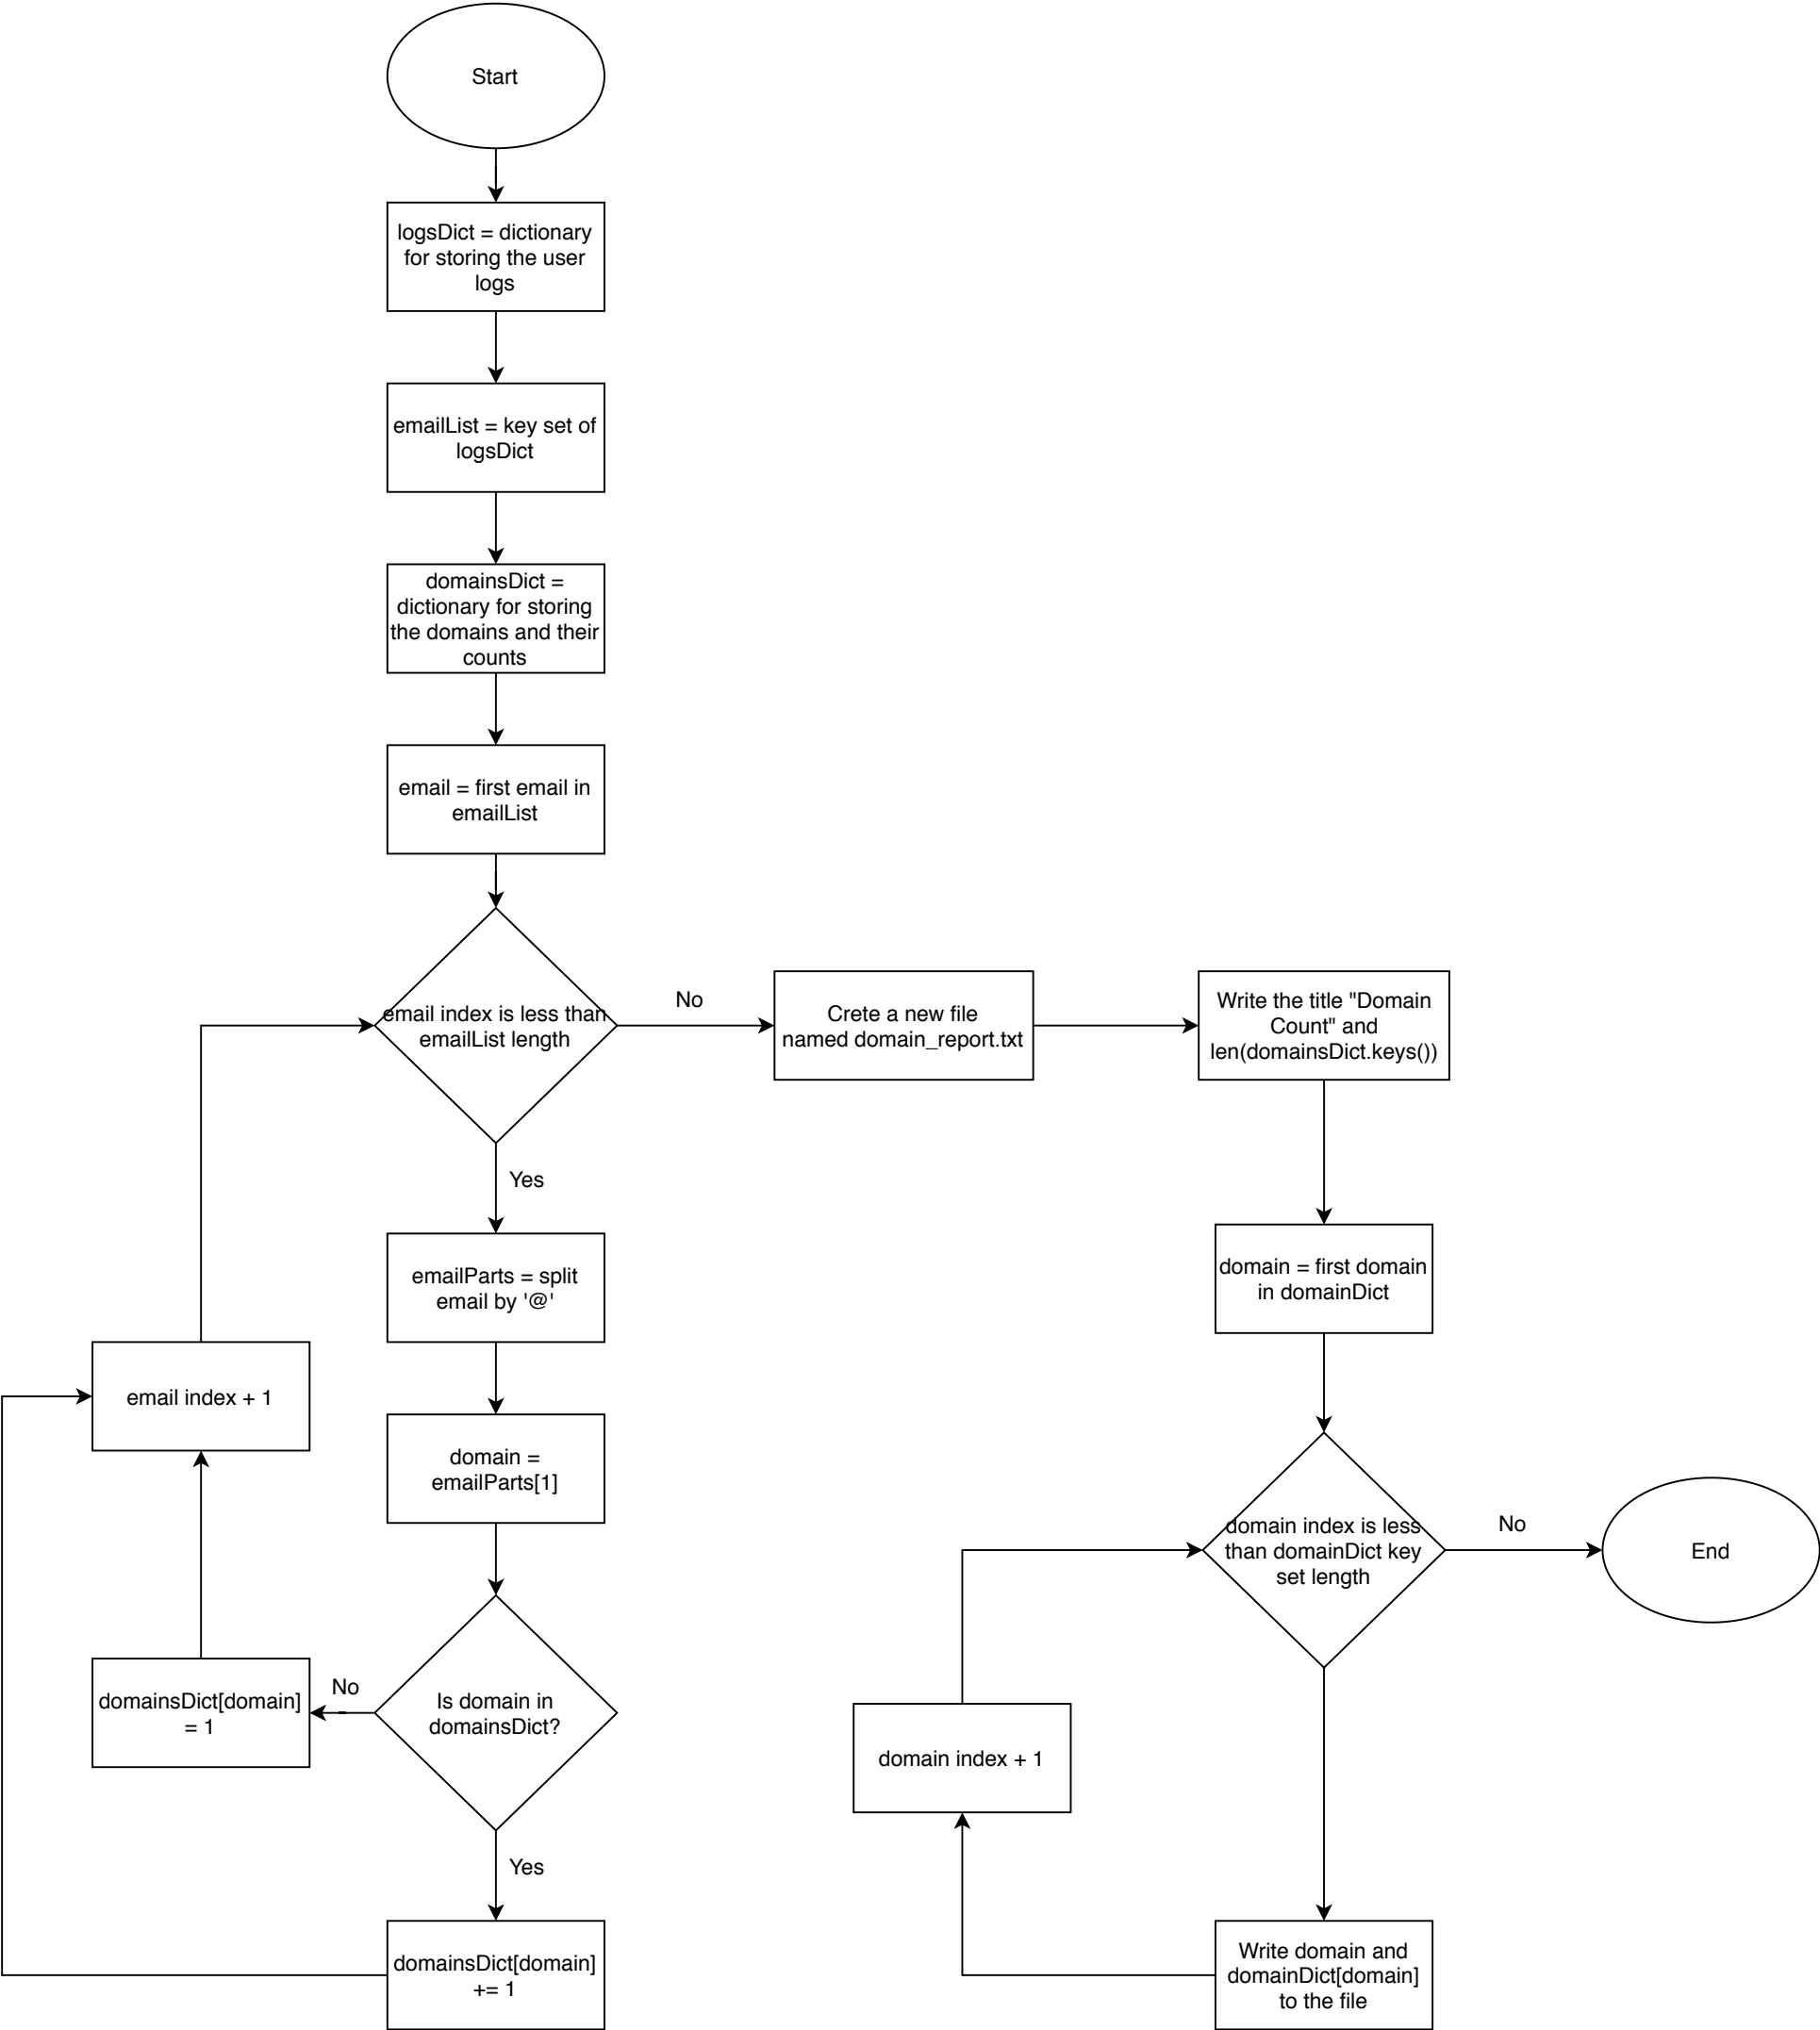 Start
logsDict = dictionary
for storing the user
logs
emailList = key set of
logsDict
domainsDict =
dictionary for storing
the domains and their
counts
email = first email in
emailList
email index is less than
emailList length
No
Crete a new file
named domain_report.txt
Write the title "Domain
Count" and
len(domainsDict.keys())
Yes
emailParts = split
email by '@'
domain = first domain
in domainDict
email index + 1
domain =
emailParts[1]
domain index is less
than domainDict key
set length
No
End
Is domain in
domainsDict?
No
domainsDict[domain]
= 1
domain index + 1
Yes
domainsDict[domain]
+= 1
Write domain and
domainDict[domain]
to the file